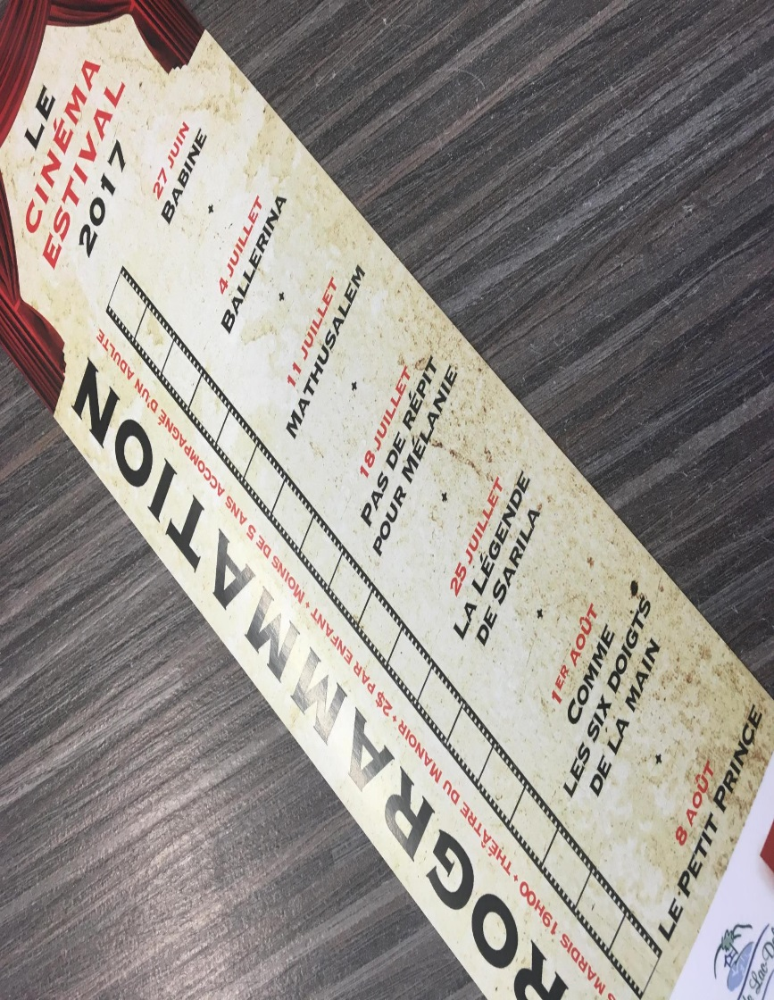 LE
CINÉMA
ESTIVAL
2017
27 JUIN
BABINE
4 JUILLET
BALLERINA
11 JUILLET
MATHUSALEM
18 JUILLET
PAS DE RÉPIT
POUR MÉLANIE
25 JUILLET
LA LÉGENDE
DE SARILA
1ER AOÛT
COMME
LES SIX DOIGTS
DE LA MAIN
8 AOÛT
LE PETIT PRINCE
MARDIS 19H00 + THÉÂTRE DU MANOIR + 2$ PAR ENFANT + MOINS DE 5 ANS ACCOMPAGNÉ D'UN ADULTE
ROGRAMMATION